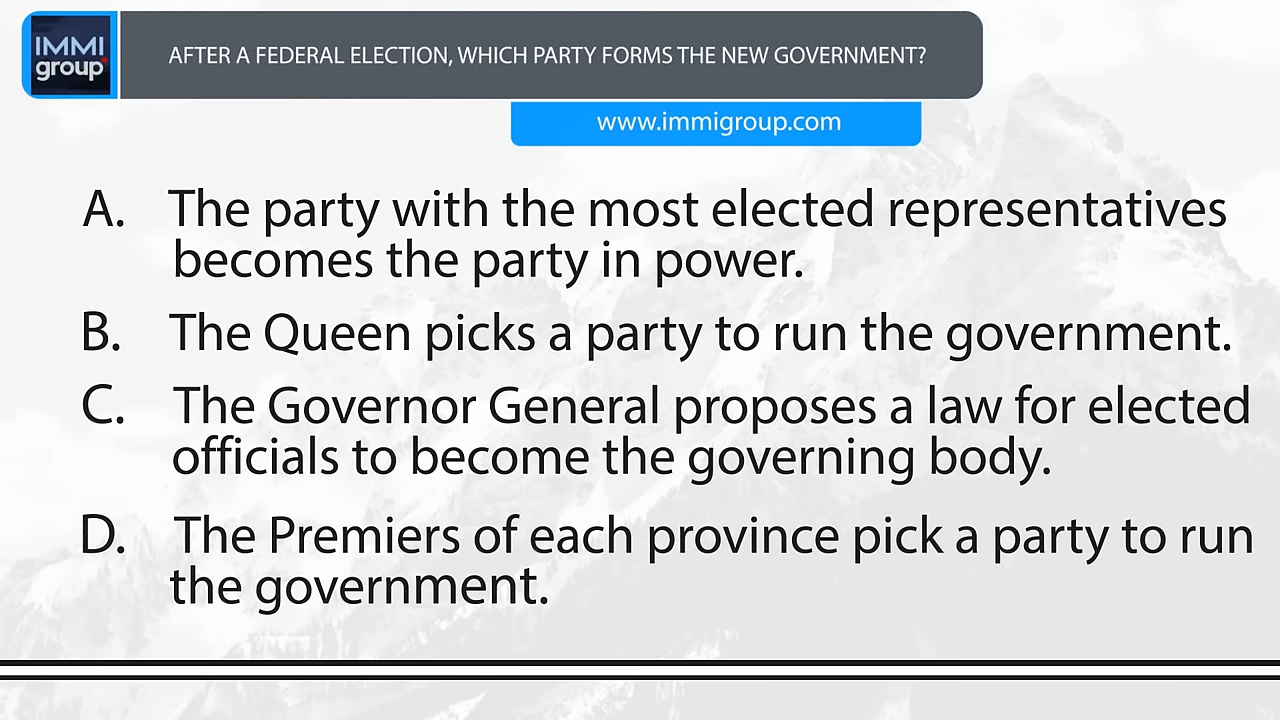 IMMI
group
AFTER A FEDERAL ELECTION, WHICH PARTY FORMS THE NEW GOVERNMENT?
www.immigroup.com
A. The party with the most elected representatives
becomes the party in power.
B. The Queen picks a party to run the government.
C. The Governor General proposes a law for elected
officials to become the governing body.
D. The Premiers of each province pick a party to run
the government.